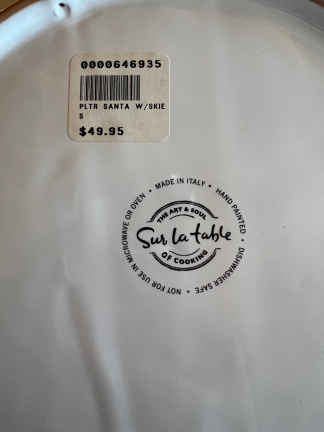 0000646935
PLTR SANTA W/SKIE
S
$49.95
• MADE IN ITALY • HAND PAINTED • DISHWASHER SAFE • NOT FOR USE IN MICROWAVE OR OVEN
THE ART & SOUL
Sur la table
OF COOKING